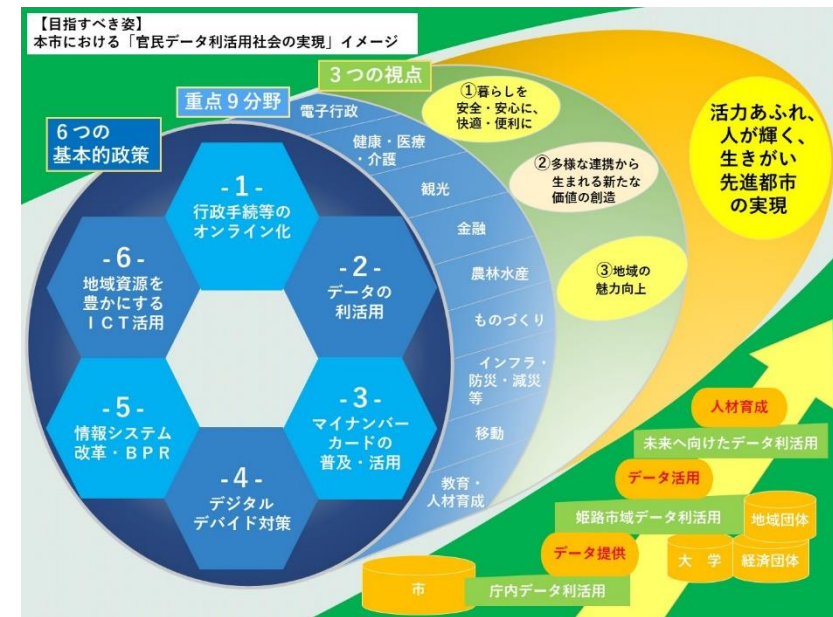 【目指すべき姿】
本市における「官民データ利活用社会の実現」イメージ
6つの
基本的政策
重点9分野
3つの視点
-1-
行政手続等の
オンライン化
-2-
データの
利活用
-3-
マイナンバー
カードの
普及・活用
-4-
デジタル
デバイド対策
-5-
情報システム
改革・BPR
-6-
地域資源を
豊かにする
ICT活用
電子行政
健康・医療
・介護
観光
金融
農林水産
ものづくり
インフラ・
防災・減災
等
移動
教育・
人材育成
①暮らしを
安全・安心に、
快適・便利に
②多様な連携から
生まれる新たな
価値の創造
③地域の
魅力向上
活力あふれ、
人が輝く、
生きがい
先進都市
の実現
人材育成
未来へ向けたデータ利活用
データ活用
姫路市域データ利活用
地域団体
データ提供
大 学
経済団体
市
庁内データ利活用